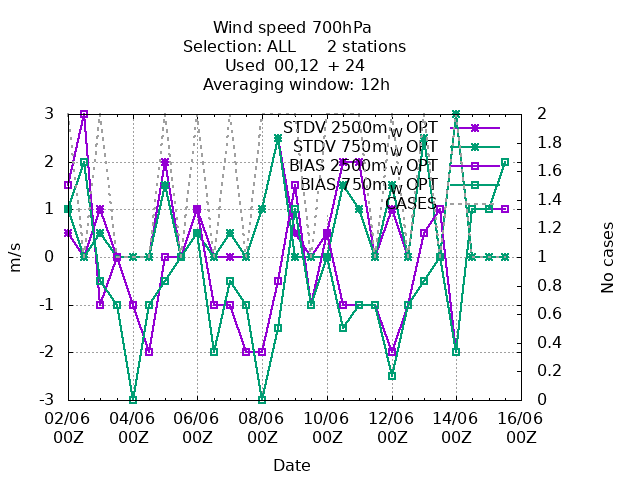 Wind speed 700hPa
Selection: ALL 2 stations
Used 00,12 + 24
Averaging window: 12h
3 2
STDV 2500m_W OPT
STDV 750m_W OPT
BIAS 2500m_W OPT
BIAS 750m_W OPT
CASES
1.8
2
1.6
1.4
1
1.2
m/s
0 1
No cases
0.8
-1
0.6
0.4
-2
0.2
-3 0
02/06 04/06 06/06 08/06 10/06 12/06 14/06 16/06
00Z 00Z 00Z 00Z 00Z 00Z 00Z 00Z
Date